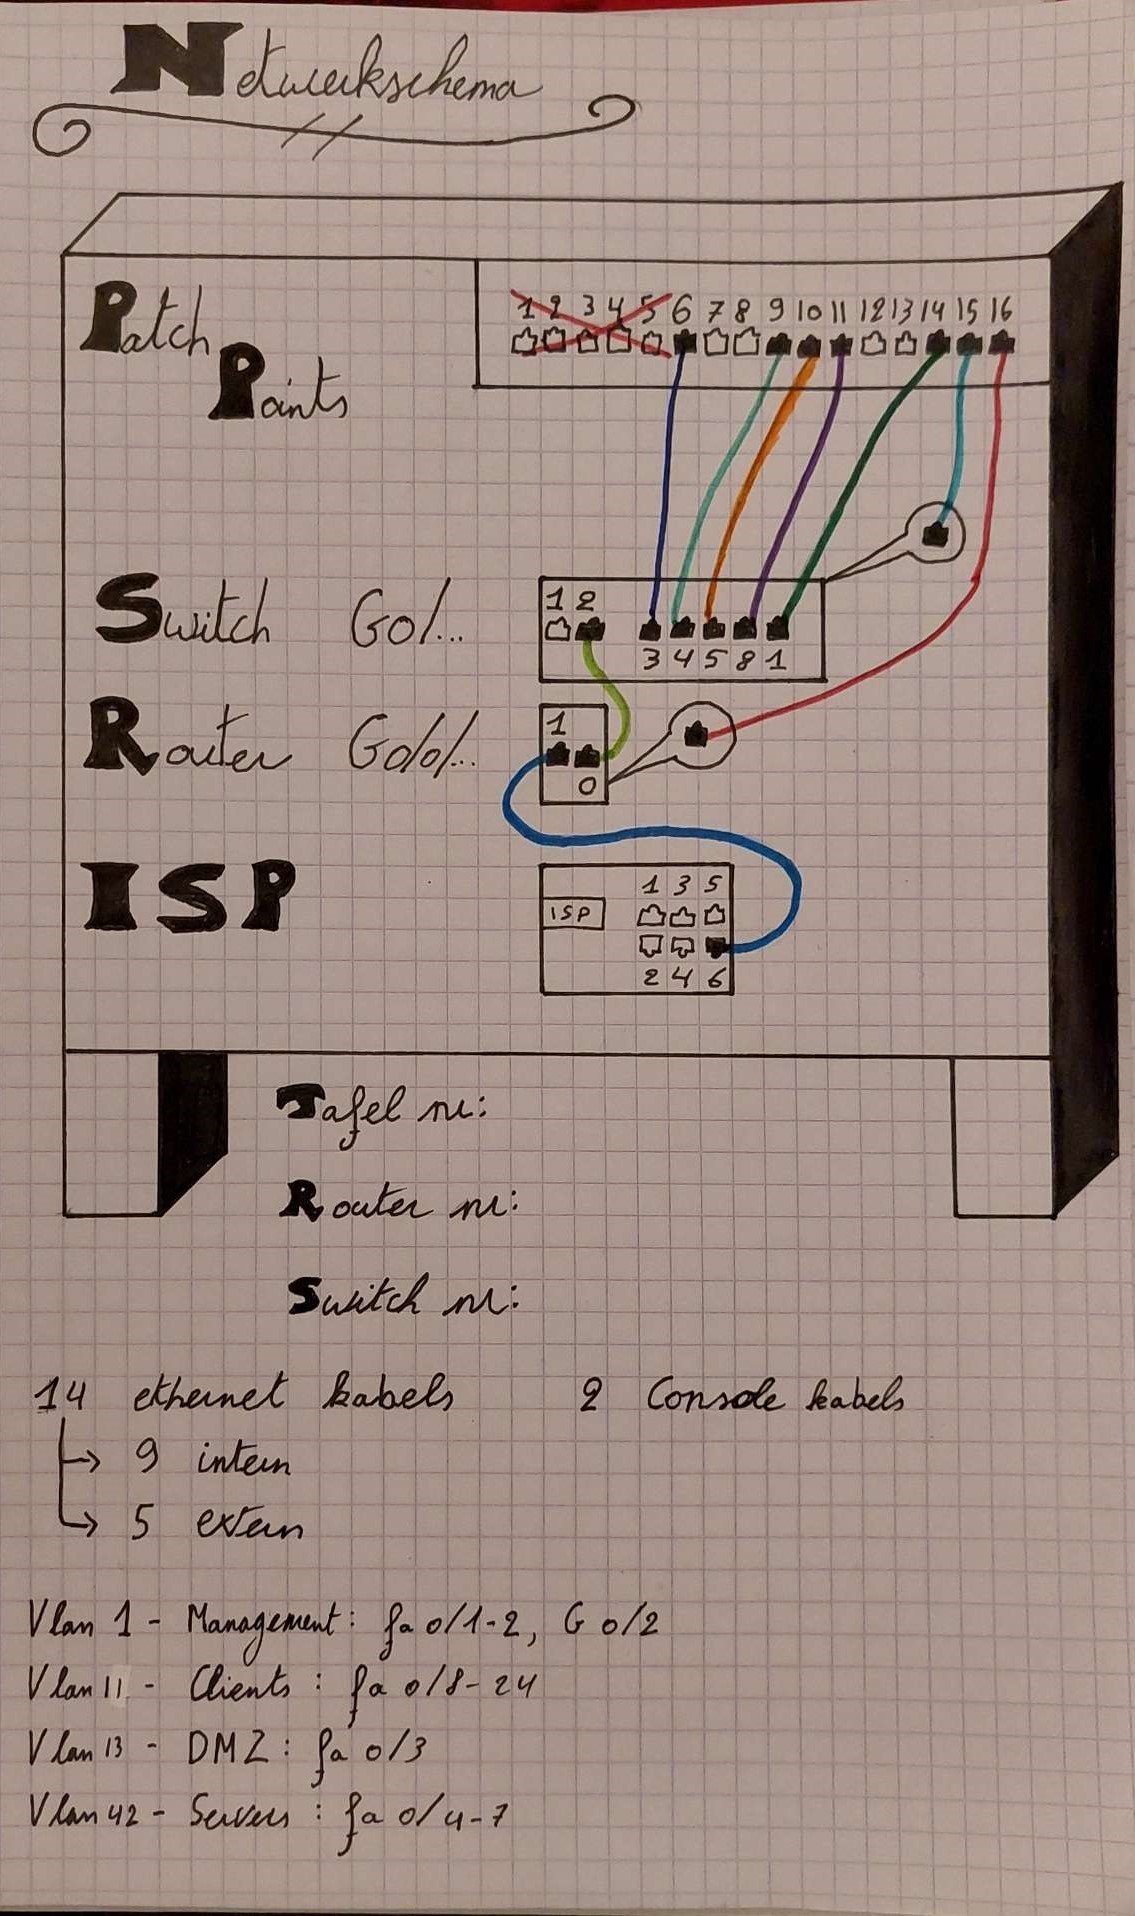 Netwerkschema
1 2 3 4 5 6 7 8 9 10 11 12 13 14 15 16
Patch
Points
Switch G0/...
1 2
3 4 5 8 1
Router G0/0/...
1
0
ISP
ISP
1 3 5
2 4 6
Tafel nr:
Router nr:
Switch nr:
14 ethernet kabels
2 Console kabels
9 intern
5 extern
Vlan 1 - Management: fa 0/1-2, G 0/2
Vlan 11 - Clients : fa 0/8-24
Vlan 13 - DMZ : fa 0/3
Vlan 42 - Servers : fa 0/4-7